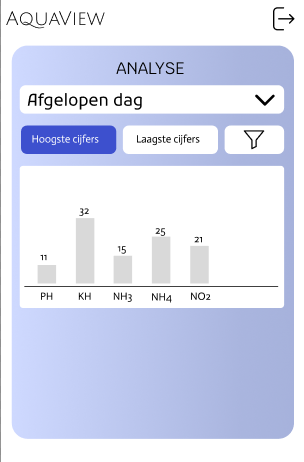 AQUAVIEW
ANALYSE
Afgelopen dag
Hoogste cijfers
Laagste cijfers
11
32
15
25
21
PH
KH
NH3
NH4
NO2